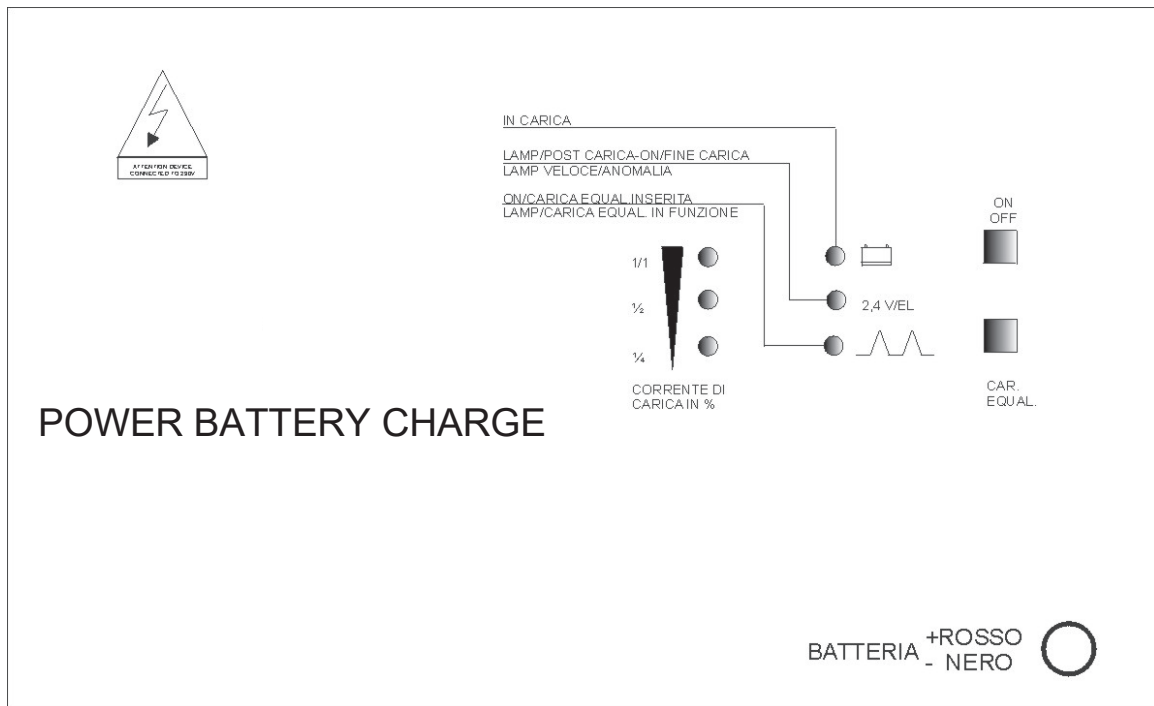 ATTENTION DEVICE
CONNECTED TO 230V
IN CARICA
LAMP/POST CARICA-ON/FINE CARICA
LAMP VELOCE/ANOMALIA
ON/CARICA EQUAL.INSERITA
LAMP/CARICA EQUAL. IN FUNZIONE
ON
OFF
1/1
½
2,4 V/EL
¼
CORRENTE DI
CARICA IN %
CAR.
EQUAL.
POWER BATTERY CHARGE
BATTERIA +ROSSO
- NERO